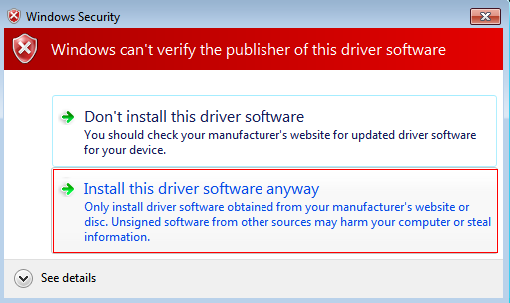 Windows Security
Windows can't verify the publisher of this driver software
Don't install this driver software
You should check your manufacturer's website for updated driver software
for your device.
Install this driver software anyway
Only install driver software obtained from your manufacturer's website or
disc. Unsigned software from other sources may harm your computer or steal
information.
See details